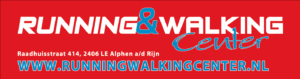 RUNNING&WALKING
Center
Raadhuisstraat 414, 2406 LE Alphen a/d Rijn
WWW.RUNNINGWALKINGCENTER.NL